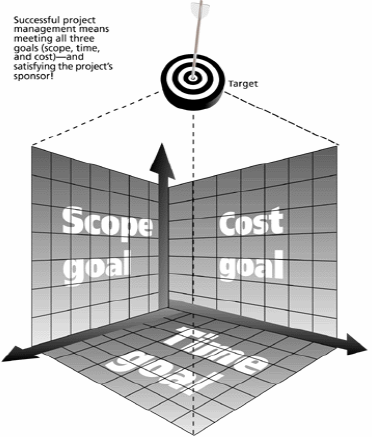 Successful project
management means
meeting all three
goals (scope, time,
and cost)—and
satisfying the project's
sponsor!
Target
Scope
goal
Cost
goal
Time
goal